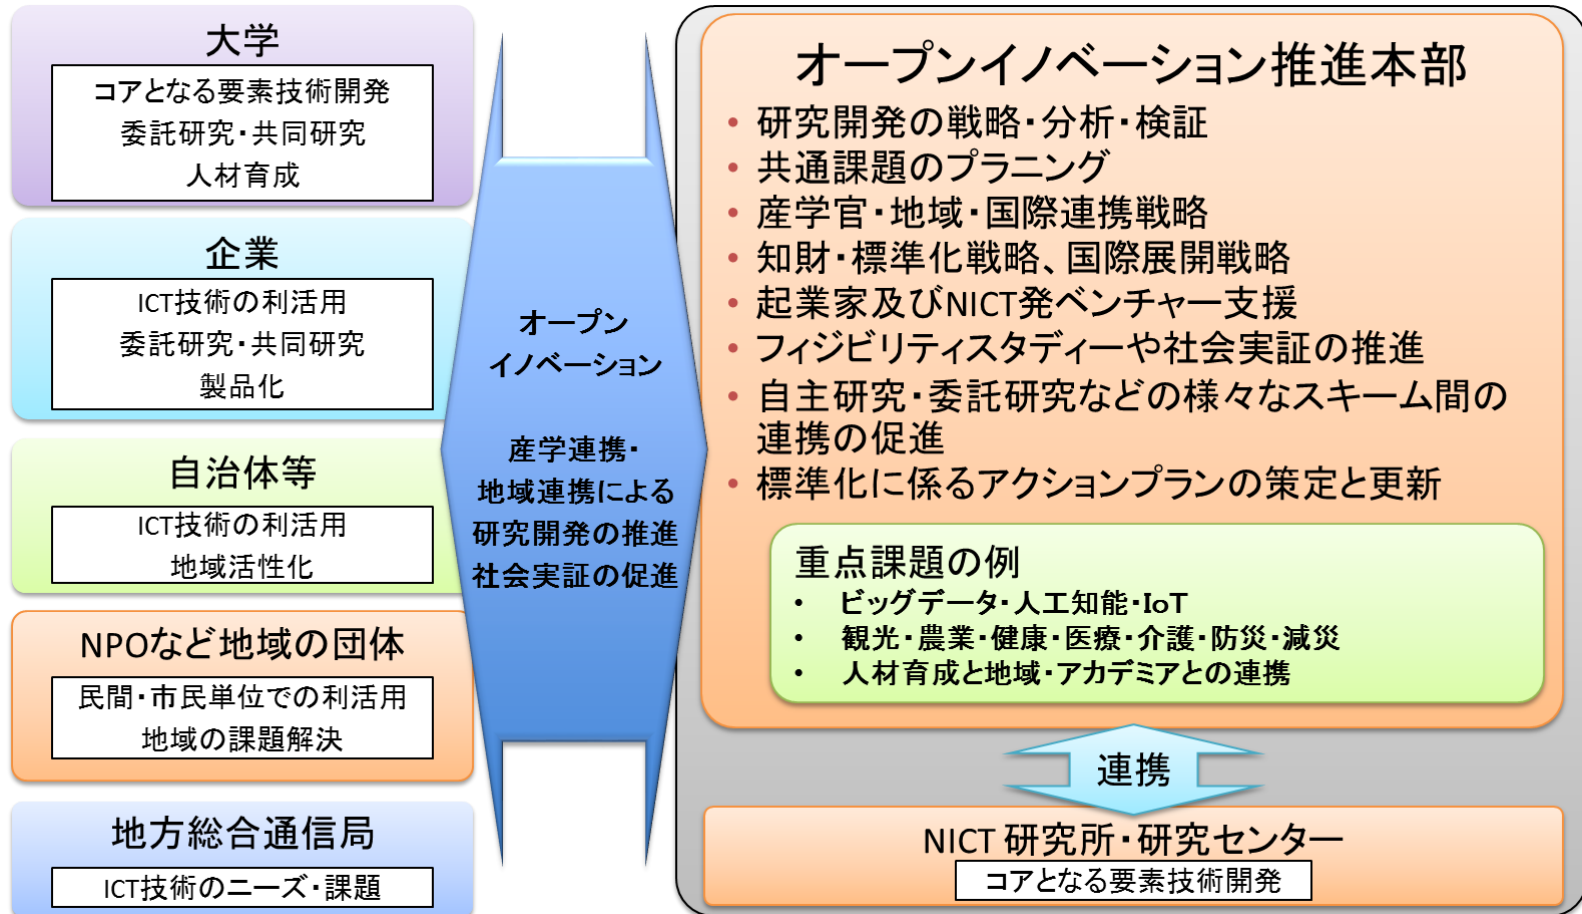 大学
コアとなる要素技術開発
委託研究・共同研究
人材育成
企業
ICT技術の利活用
委託研究・共同研究
製品化
自治体等
ICT技術の利活用
地域活性化
NPOなど地域の団体
民間・市民単位での利活用
地域の課題解決
地方総合通信局
ICT技術のニーズ・課題
オープン
イノベーション
産学連携・
地域連携による
研究開発の推進
社会実証の促進
オープンイノベーション推進本部
• 研究開発の戦略・分析・検証
• 共通課題のプラニング
• 産学官・地域・国際連携戦略
• 知財・標準化戦略、国際展開戦略
• 起業家及びNICT発ベンチャー支援
• フィジビリティスタディーや社会実証の推進
• 自主研究・委託研究などの様々なスキーム間の
連携の促進
• 標準化に係るアクションプランの策定と更新
重点課題の例
• ビッグデータ・人工知能・IoT
• 観光・農業・健康・医療・介護・防災・減災
• 人材育成と地域・アカデミアとの連携
連携
NICT 研究所・研究センター
コアとなる要素技術開発